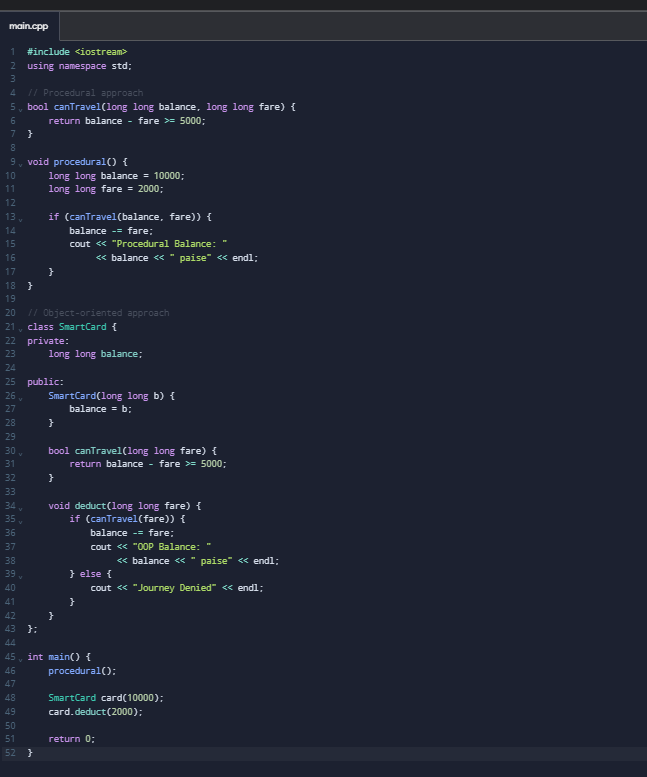 main.cpp
1 #include <iostream>
2 using namespace std;
3
4 // Procedural approach
5 bool canTravel(long long balance, long long fare) {
6     return balance - fare >= 5000;
7 }
8
9 void procedural() {
10     long long balance = 10000;
11     long long fare = 2000;
12
13     if (canTravel(balance, fare)) {
14         balance -= fare;
15         cout << "Procedural Balance: "
16              << balance << " paise" << endl;
17     }
18 }
19
20 // Object-oriented approach
21 class SmartCard {
22 private:
23     long long balance;
24
25 public:
26     SmartCard(long long b) {
27         balance = b;
28     }
29
30     bool canTravel(long long fare) {
31         return balance - fare >= 5000;
32     }
33
34     void deduct(long long fare) {
35         if (canTravel(fare)) {
36             balance -= fare;
37             cout << "OOP Balance: "
38                  << balance << " paise" << endl;
39         } else {
40             cout << "Journey Denied" << endl;
41         }
42     }
43 };
44
45 int main() {
46     procedural();
47
48     SmartCard card(10000);
49     card.deduct(2000);
50
51     return 0;
52 }